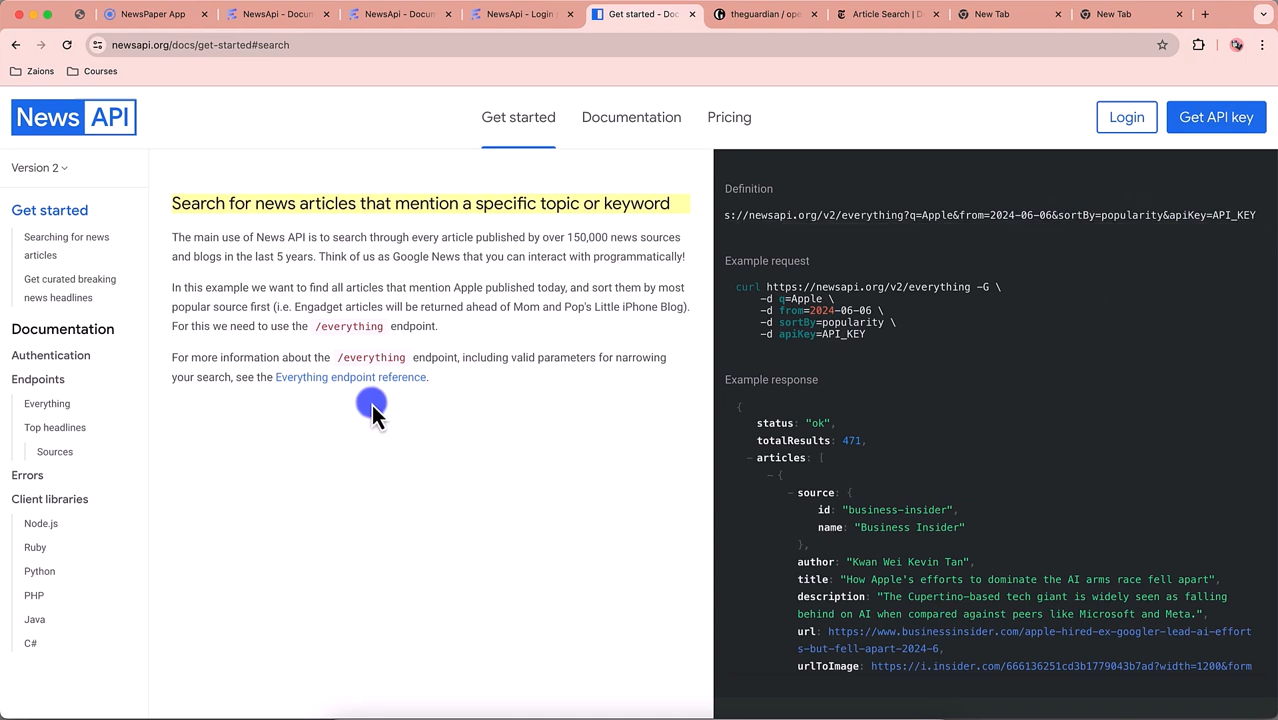 NewsPaper App
NewsApi - Docun
NewsApi - Docun
NewsApi - Login
Get started - Doc
theguardian / ope
Article Search | D
New Tab
New Tab
newsapi.org/docs/get-started#search
Zaions
Courses
News API
Get started
Documentation
Pricing
Login
Get API key
Version 2
Get started
Searching for news
articles
Get curated breaking
news headlines
Documentation
Authentication
Endpoints
Everything
Top headlines
Sources
Errors
Client libraries
Node.js
Ruby
Python
PHP
Java
C#
Search for news articles that mention a specific topic or keyword
The main use of News API is to search through every article published by over 150,000 news sources
and blogs in the last 5 years. Think of us as Google News that you can interact with programmatically!
In this example we want to find all articles that mention Apple published today, and sort them by most
popular source first (i.e. Engadget articles will be returned ahead of Mom and Pop's Little iPhone Blog).
For this we need to use the /everything endpoint.
For more information about the /everything endpoint, including valid parameters for narrowing
your search, see the Everything endpoint reference.
Definition
s://newsapi.org/v2/everything?q=Apple&from=2024-06-06&sortBy=popularity&apiKey=API_KEY
Example request
curl https://newsapi.org/v2/everything -G \
-d q=Apple \
-d from=2024-06-06 \
-d sortBy=popularity \
-d apiKey=API_KEY
Example response
{
status: "ok",
totalResults: 471,
– articles: [
– {
– source: {
id: "business-insider",
name: "Business Insider"
},
author: "Kwan Wei Kevin Tan",
title: "How Apple's efforts to dominate the AI arms race fell apart",
description: "The Cupertino-based tech giant is widely seen as falling
behind on AI when compared against peers like Microsoft and Meta.",
url: https://www.businessinsider.com/apple-hired-ex-googler-lead-ai-effort
s-but-fell-apart-2024-6,
urlToImage: https://i.insider.com/666136251cd3b1779043b7ad?width=1200&form